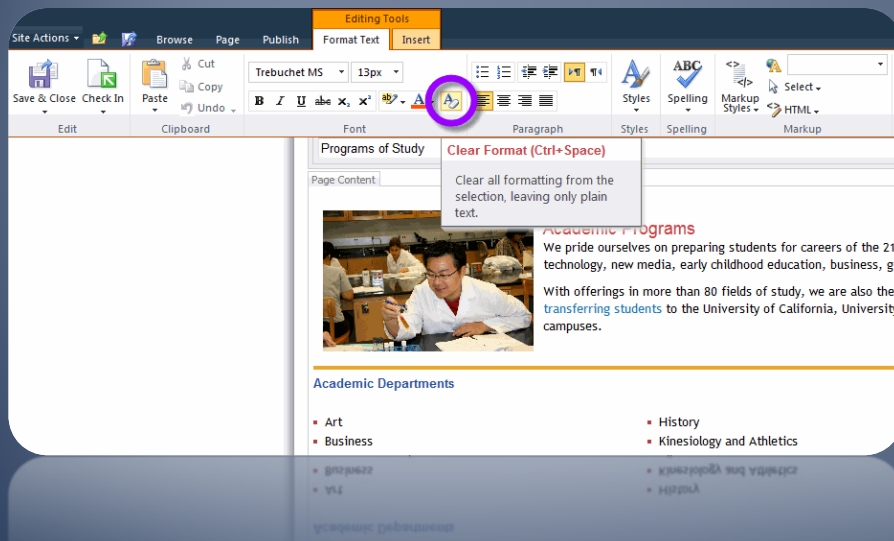 Editing Tools
Site Actions Browse Page Publish Format Text Insert
Cut
Copy
Undo
Save & Close Check In Paste
Trebuchet MS 13px
B I U abc X₂ X² ab A A
ABC
Styles Spelling Markup Styles
Select
HTML
Edit Clipboard Font Paragraph Styles Spelling Markup
Programs of Study
Clear Format (Ctrl+Space)
Clear all formatting from the
selection, leaving only plain
text.
Page Content
Academic Programs
We pride ourselves on preparing students for careers of the 21
technology, new media, early childhood education, business, g
With offerings in more than 80 fields of study, we are also the
transferring students to the University of California, University
campuses.
Academic Departments
Art
Business
History
Kinesiology and Athletics